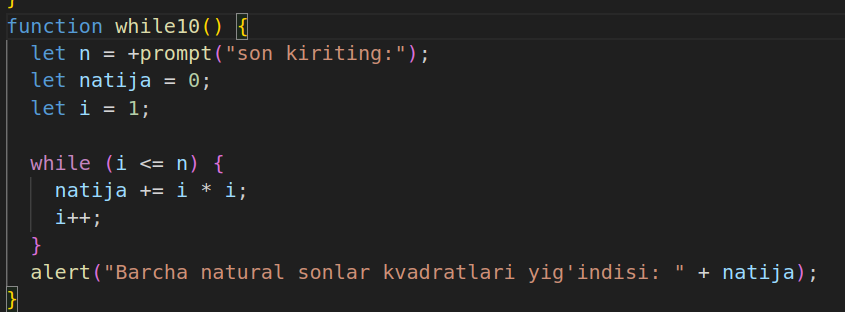 }
function while10() {
  let n = +prompt("son kiriting:");
  let natija = 0;
  let i = 1;

  while (i <= n) {
    natija += i * i;
    i++;
  }
  alert("Barcha natural sonlar kvadratlari yig'indisi: " + natija);
}